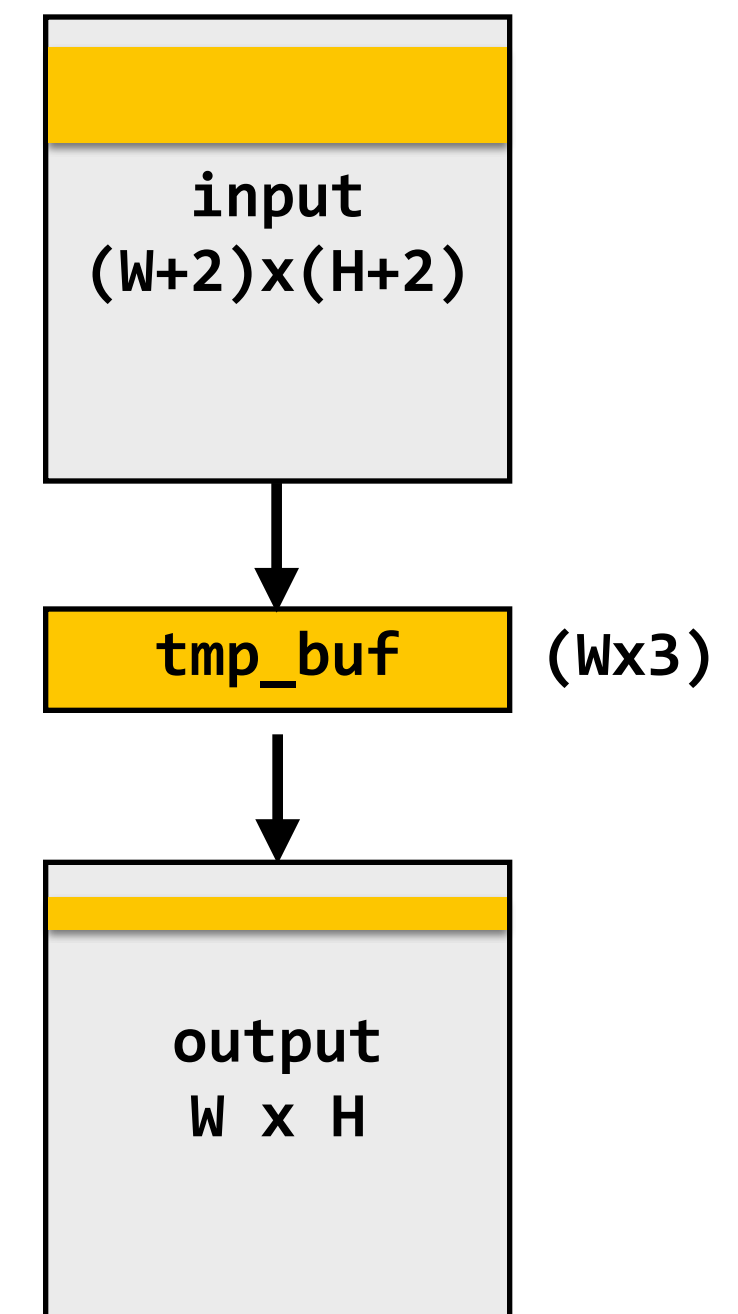 input
(W+2)x(H+2)
tmp_buf
(Wx3)
output
W x H